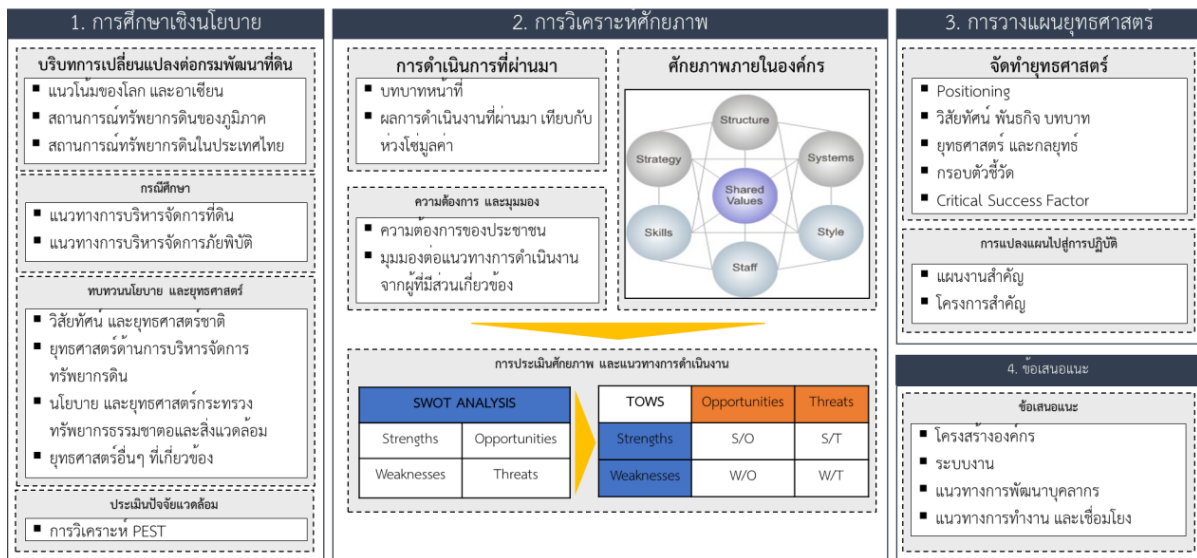 1. การศึกษาเชิงนโยบาย
บริบทการเปลี่ยนแปลงต่อกรมพัฒนาที่ดิน
▪ แนวโน้มของโลก และอาเซียน
▪ สถานการณ์ทรัพยากรดินของภูมิภาค
▪ สถานการณ์ทรัพยากรดินในประเทศไทย
กรณีศึกษา
▪ แนวทางการบริหารจัดการที่ดิน
▪ แนวทางการบริหารจัดการภัยพิบัติ
ทบทวนนโยบาย และยุทธศาสตร์
▪ วิสัยทัศน์ และยุทธศาสตร์ชาติ
▪ ยุทธศาสตร์ด้านการบริหารจัดการ
ทรัพยากรดิน
▪ นโยบาย และยุทธศาสตร์กระทรวง
ทรัพยากรธรรมชาตอและสิ่งแวดล้อม
▪ ยุทธศาสตร์อื่นๆ ที่เกี่ยวข้อง
ประเมินปัจจัยแวดล้อม
▪ การวิเคราะห์ PEST
2. การวิเคราะห์ศักยภาพ
การดำเนินการที่ผ่านมา
▪ บทบาทหน้าที่
▪ ผลการดำเนินงานที่ผ่านมา เทียบกับ
ห่วงโซ่มูลค่า
ความต้องการ และมุมมอง
▪ ความต้องการของประชาชน
▪ มุมมองต่อแนวทางการดำเนินงาน
จากผู้ที่มีส่วนเกี่ยวข้อง
ศักยภาพภายในองค์กร
Structure
Strategy
Systems
Shared
Values
Skills
Style
Staff
การประเมินศักยภาพ และแนวทางการดำเนินงาน
SWOT ANALYSIS
Strengths Opportunities
Weaknesses Threats
TOWS Opportunities Threats
Strengths S/O S/T
Weaknesses W/O W/T
3. การวางแผนยุทธศาสตร์
จัดทำยุทธศาสตร์
▪ Positioning
▪ วิสัยทัศน์ พันธกิจ บทบาท
▪ ยุทธศาสตร์ และกลยุทธ์
▪ กรอบตัวชี้วัด
▪ Critical Success Factor
การแปลงแผนไปสู่การปฏิบัติ
▪ แผนงานสำคัญ
▪ โครงการสำคัญ
4. ข้อเสนอแนะ
ข้อเสนอแนะ
▪ โครงสร้างองค์กร
▪ ระบบงาน
▪ แนวทางการพัฒนาบุคลากร
▪ แนวทางการทำงาน และเชื่อมโยง